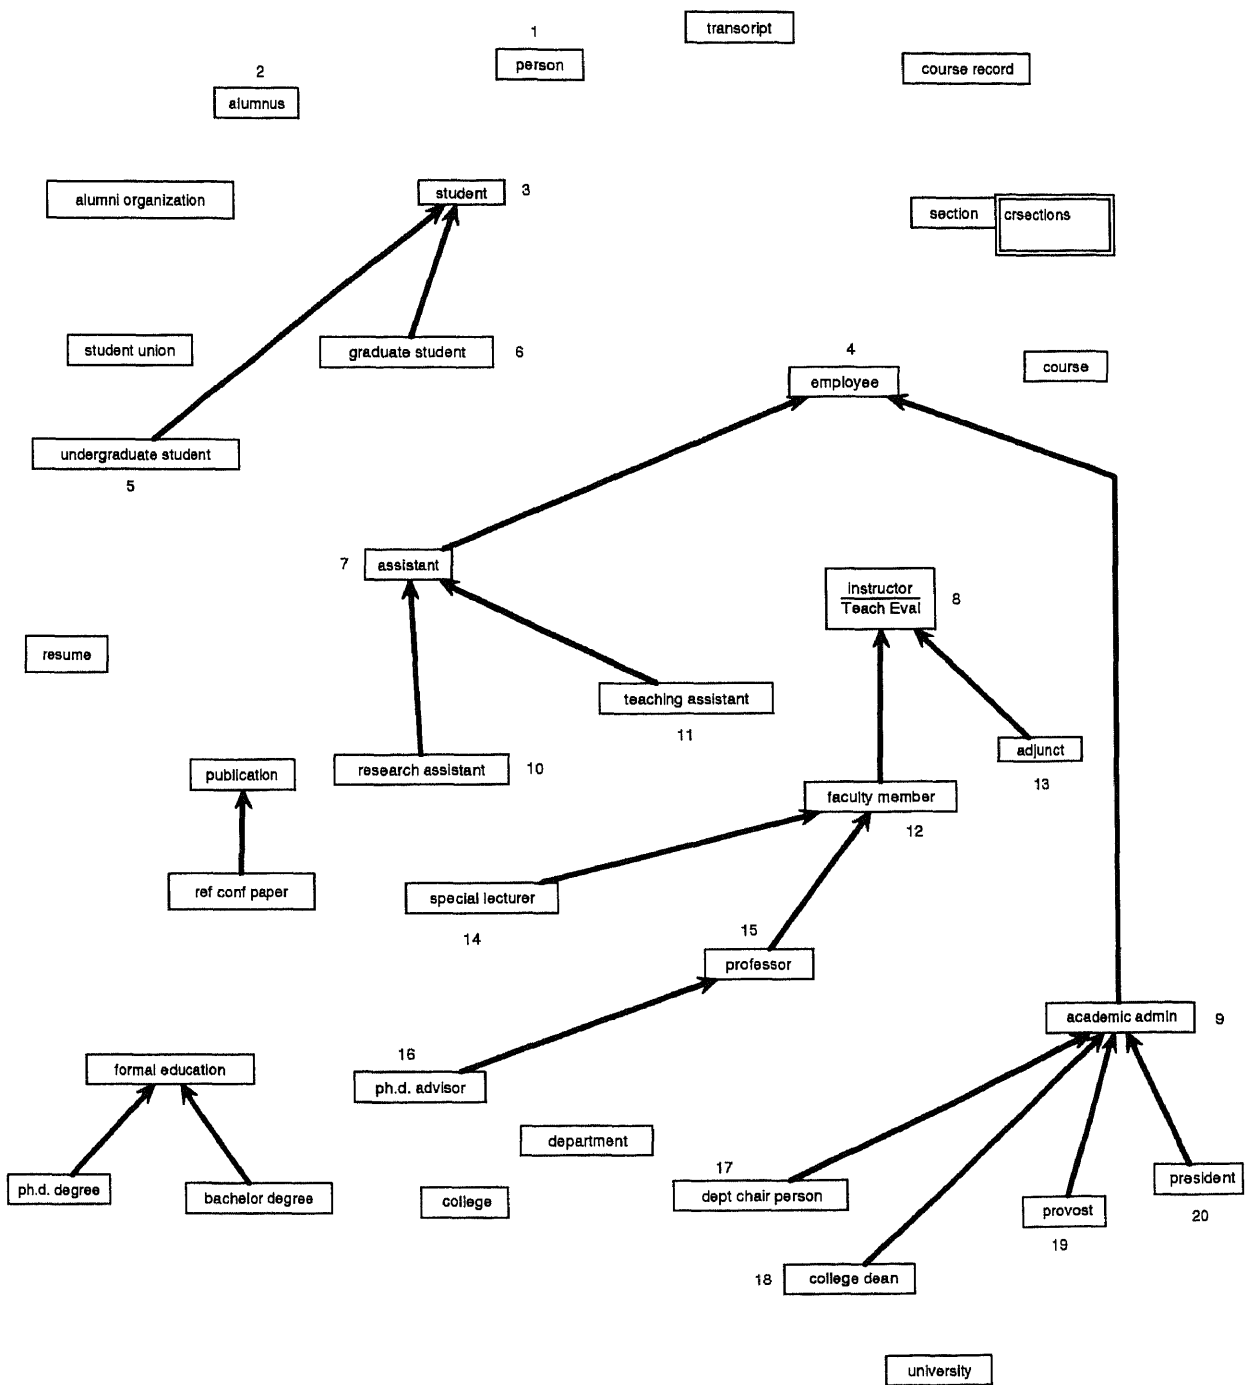 transcript
1
person
course record
2
alumnus
alumni organization
student
3
section
crsections
student union
graduate student
6
4
employee
course
undergraduate student
5
7
assistant
instructor
Teach Eval
8
resume
teaching assistant
11
adjunct
13
publication
research assistant
10
faculty member
12
ref conf paper
special lecturer
14
15
professor
academic admin
9
formal education
16
ph.d. advisor
department
17
president
20
ph.d. degree
bachelor degree
college
dept chair person
provost
19
18
college dean
university